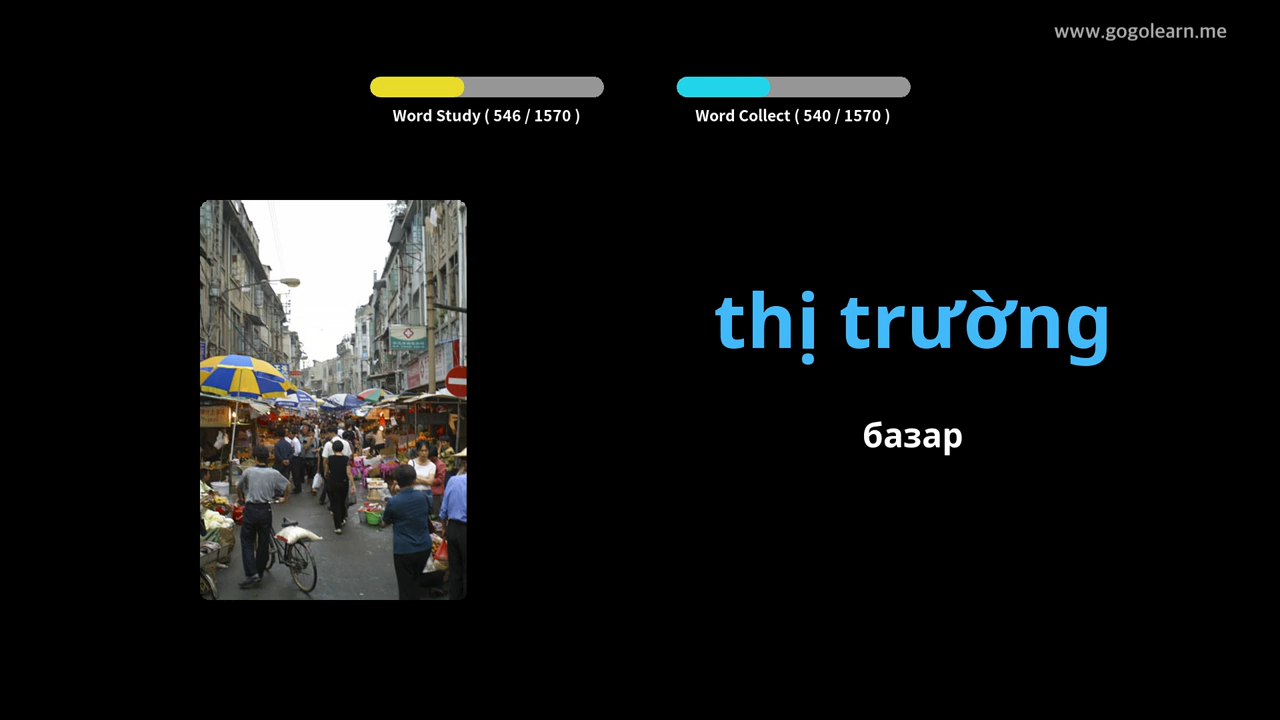 www.gogolearn.me
Word Study ( 546 / 1570 )
Word Collect ( 540 / 1570 )
thị trường
базар